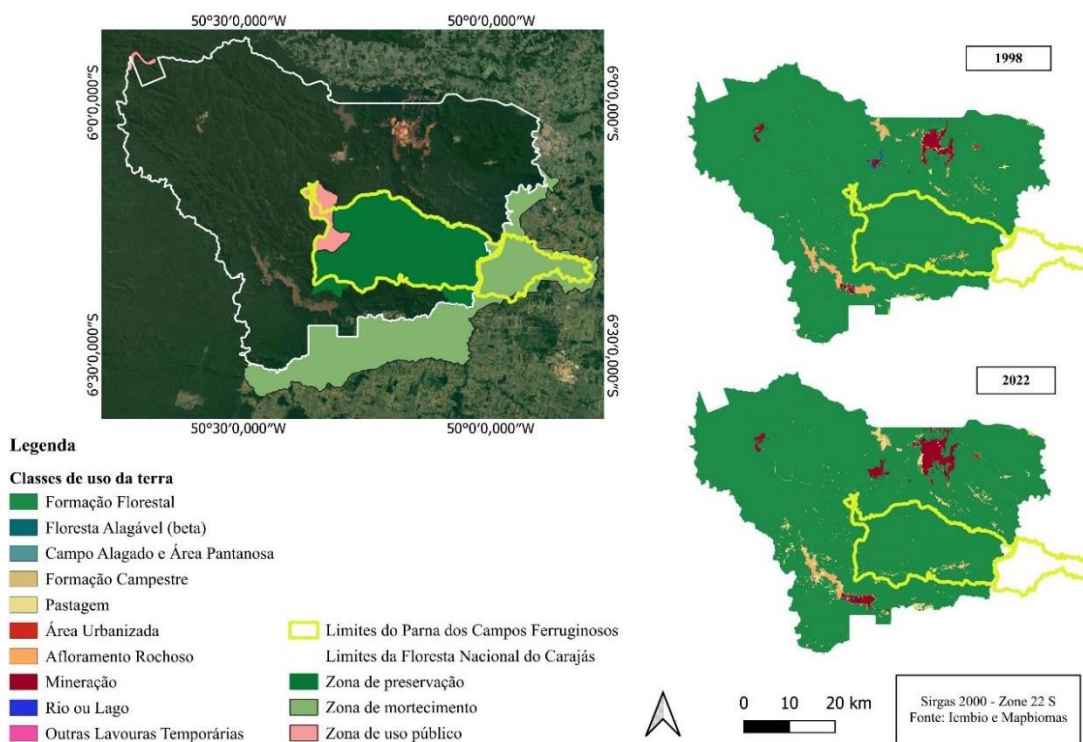 50°30'0,000"W
50°0'0,000"W
6°0'0,000"S
6°0'0,000"S
6°30'0,000"S
6°30'0,000"S
50°30'0,000"W
50°0'0,000"W
1998
2022
Legenda
Classes de uso da terra
Formação Florestal
Floresta Alagável (beta)
Campo Alagado e Área Pantanosa
Formação Campestre
Pastagem
Área Urbanizada
Afloramento Rochoso
Mineração
Rio ou Lago
Outras Lavouras Temporárias
Limites do Parna dos Campos Ferruginosos
Limites da Floresta Nacional do Carajás
Zona de preservação
Zona de mortecimento
Zona de uso público
0 10 20 km
Sirgas 2000 - Zone 22 S
Fonte: Icmbio e Mapbiomas